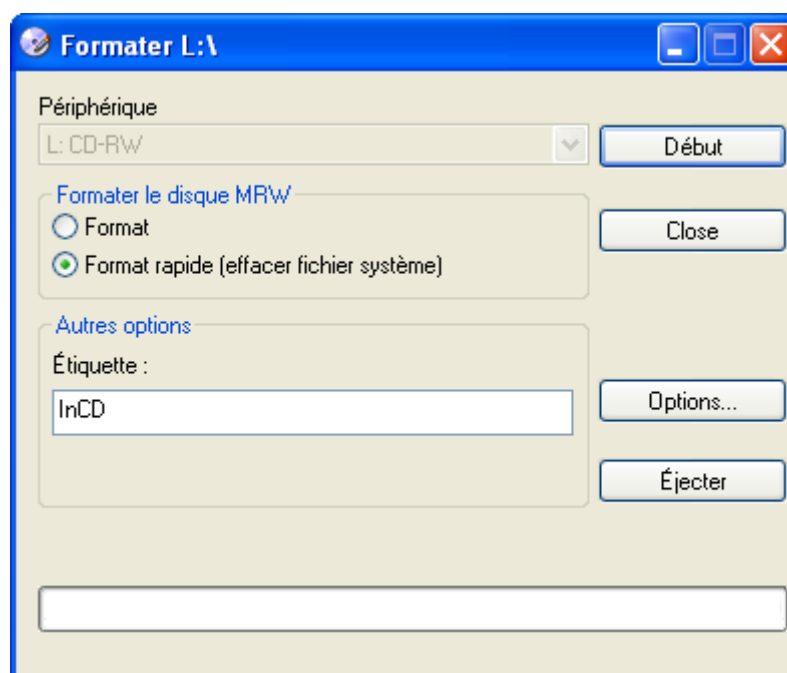 Formater L:\
Périphérique
L: CD-RW
Début
Formater le disque MRW
Format
Close
Format rapide (effacer fichier système)
Autres options
Étiquette :
InCD
Options...
Éjecter